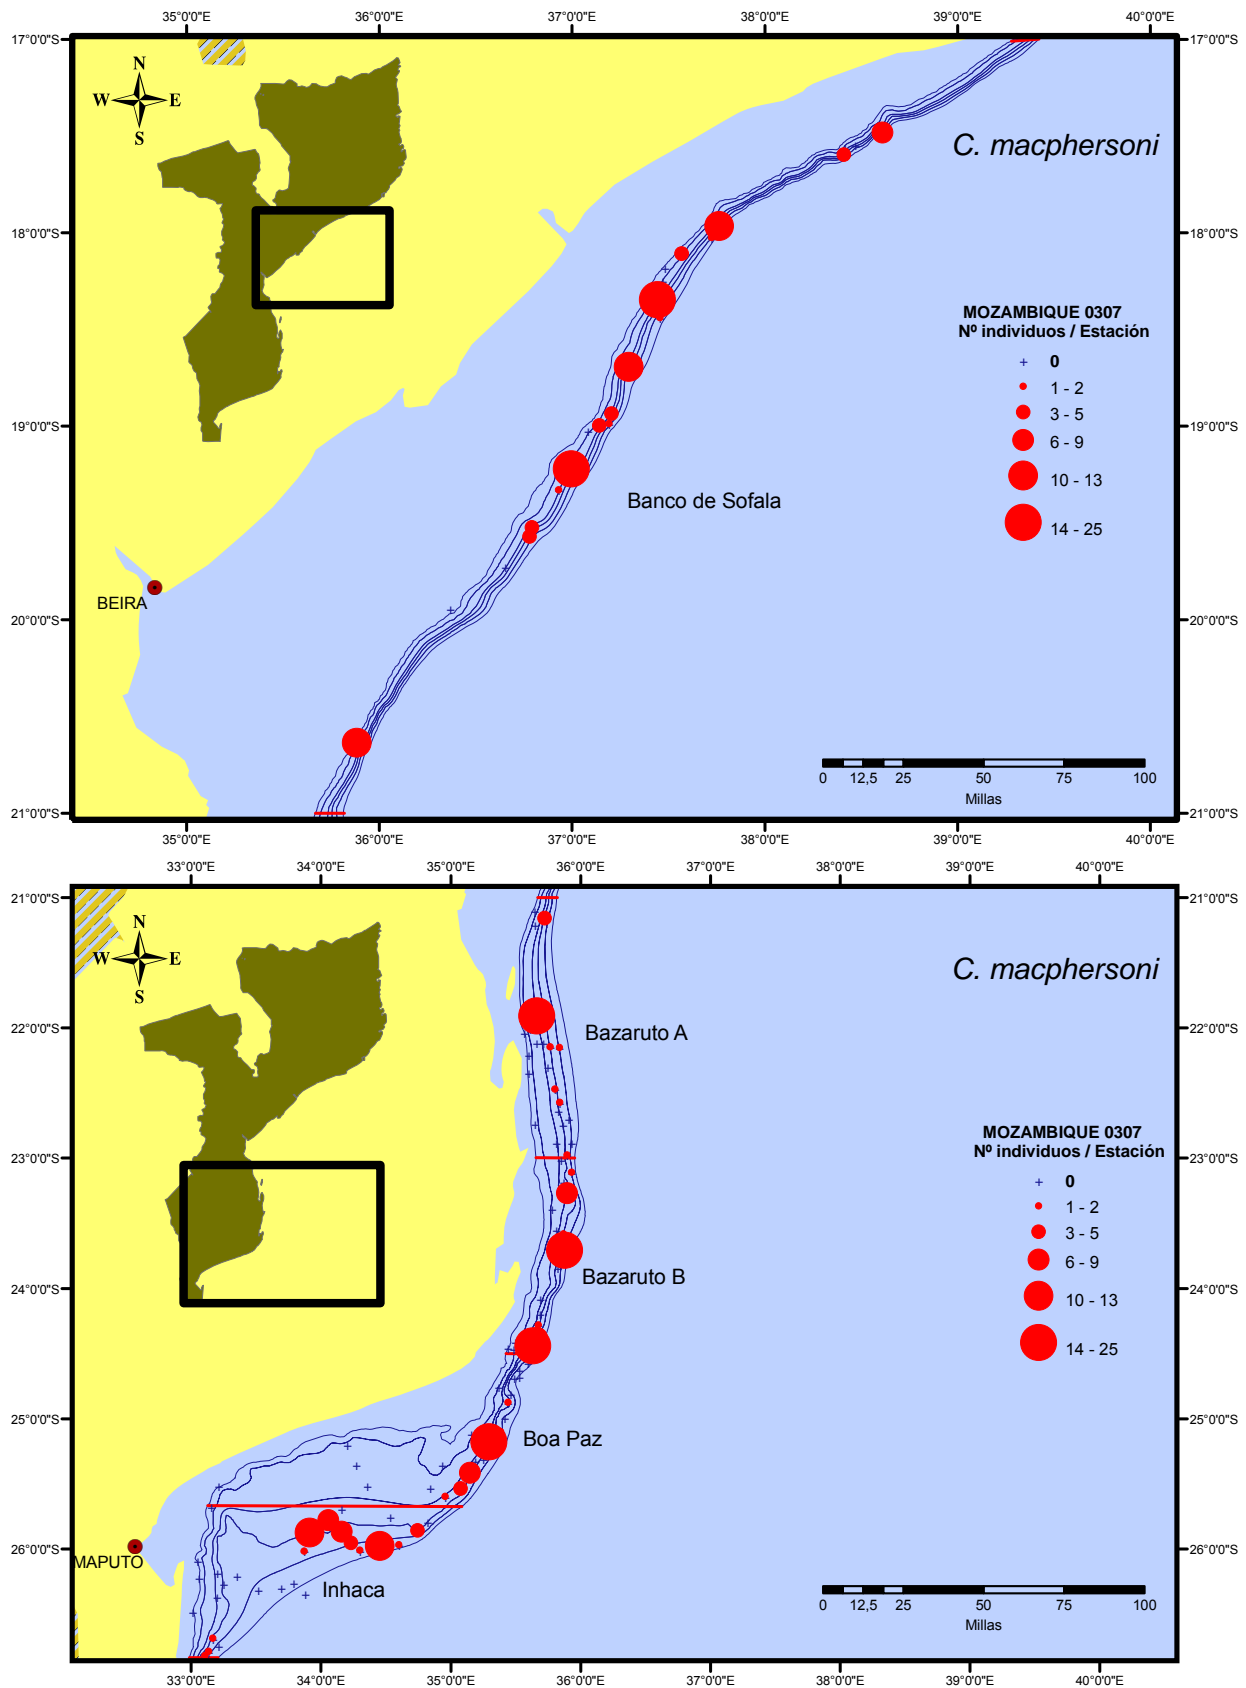 35°0'0"E 36°0'0"E 37°0'0"E 38°0'0"E 39°0'0"E 40°0'0"E
17°0'0"S 17°0'0"S
N
W E
S
C. macphersoni
18°0'0"S 18°0'0"S
MOZAMBIQUE 0307
Nº individuos / Estación
0
1 - 2
3 - 5
6 - 9
10 - 13
14 - 25
19°0'0"S 19°0'0"S
Banco de Sofala
BEIRA
20°0'0"S 20°0'0"S
0 12,5 25 50 75 100
Millas
21°0'0"S 21°0'0"S
35°0'0"E 36°0'0"E 37°0'0"E 38°0'0"E 39°0'0"E 40°0'0"E
33°0'0"E 34°0'0"E 35°0'0"E 36°0'0"E 37°0'0"E 38°0'0"E 39°0'0"E 40°0'0"E
21°0'0"S 21°0'0"S
N
W E
S
C. macphersoni
22°0'0"S 22°0'0"S
Bazaruto A
MOZAMBIQUE 0307
Nº individuos / Estación
23°0'0"S 23°0'0"S
0
1 - 2
3 - 5
6 - 9
10 - 13
14 - 25
Bazaruto B
24°0'0"S 24°0'0"S
25°0'0"S 25°0'0"S
Boa Paz
26°0'0"S 26°0'0"S
MAPUTO
Inhaca
0 12,5 25 50 75 100
Millas
33°0'0"E 34°0'0"E 35°0'0"E 36°0'0"E 37°0'0"E 38°0'0"E 39°0'0"E 40°0'0"E